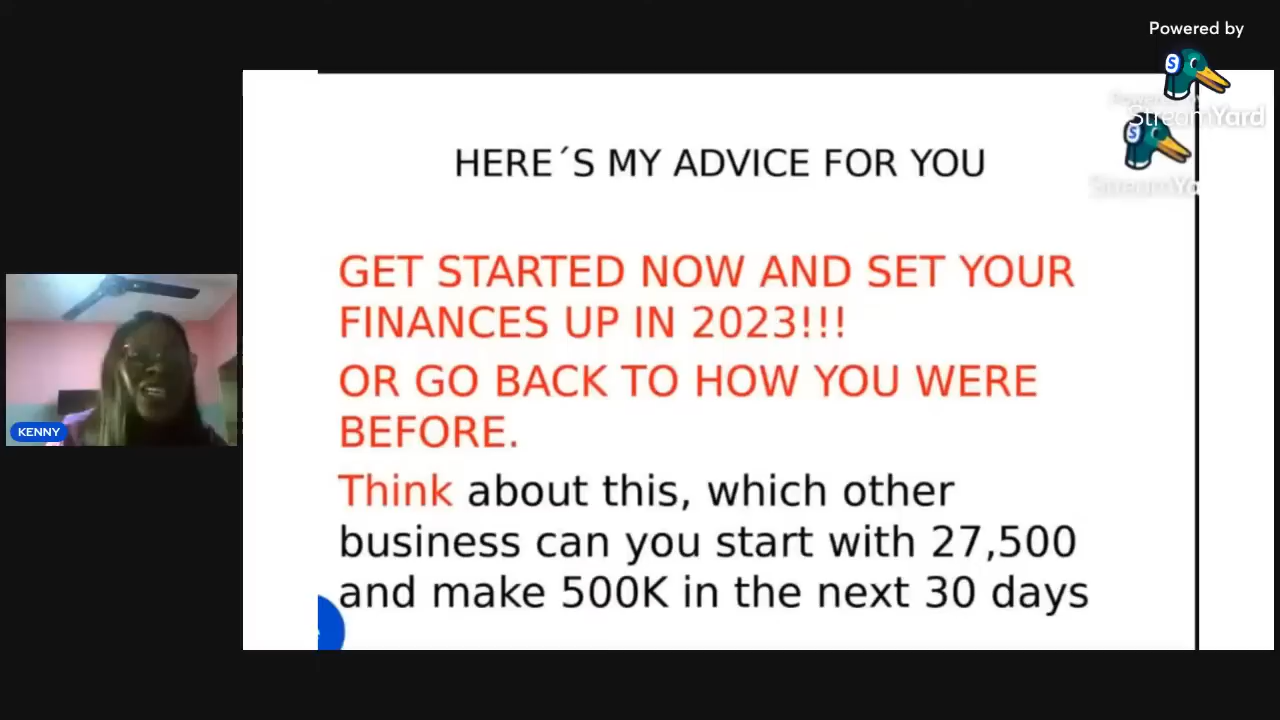 Powered by
StreamYard
HERE´S MY ADVICE FOR YOU
GET STARTED NOW AND SET YOUR
FINANCES UP IN 2023!!!
OR GO BACK TO HOW YOU WERE
BEFORE.
Think about this, which other
business can you start with 27,500
and make 500K in the next 30 days
KENNY